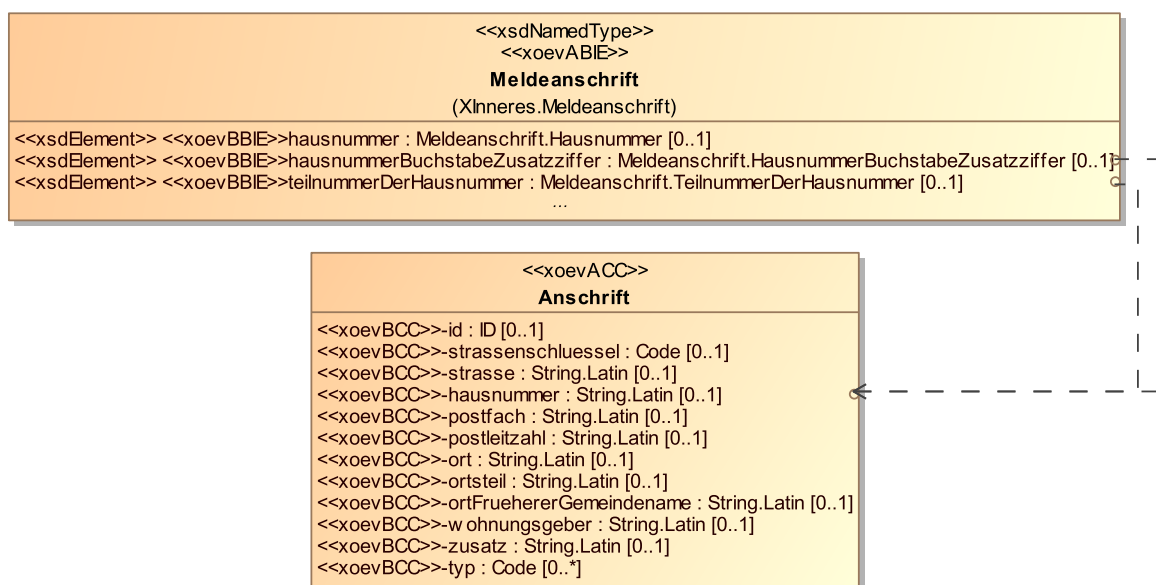 <<xsdNamedType>>
<<xoevABIE>>
Meldeanschrift
(XInneres.Meldeanschrift)
<<xsdElement>> <<xoevBBIE>>hausnummer : Meldeanschrift.Hausnummer [0..1]
<<xsdElement>> <<xoevBBIE>>hausnummerBuchstabeZusatzziffer : Meldeanschrift.HausnummerBuchstabeZusatzziffer [0..1]
<<xsdElement>> <<xoevBBIE>>teilnummerDerHausnummer : Meldeanschrift.TeilnummerDerHausnummer [0..1]
...
<<xoevACC>>
Anschrift
<<xoevBCC>>-id : ID [0..1]
<<xoevBCC>>-strassenschluessel : Code [0..1]
<<xoevBCC>>-strasse : String.Latin [0..1]
<<xoevBCC>>-hausnummer : String.Latin [0..1]
<<xoevBCC>>-postfach : String.Latin [0..1]
<<xoevBCC>>-postleitzahl : String.Latin [0..1]
<<xoevBCC>>-ort : String.Latin [0..1]
<<xoevBCC>>-ortsteil : String.Latin [0..1]
<<xoevBCC>>-ortFruehererGemeindename : String.Latin [0..1]
<<xoevBCC>>-wohnungsgeber : String.Latin [0..1]
<<xoevBCC>>-zusatz : String.Latin [0..1]
<<xoevBCC>>-typ : Code [0..*]